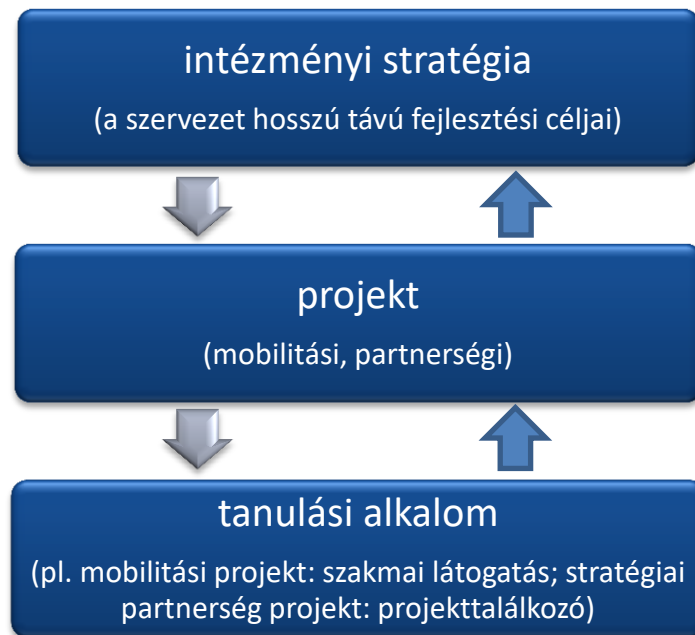 intézményi stratégia
(a szervezet hosszú távú fejlesztési céljai)
projekt
(mobilitási, partnerségi)
tanulási alkalom
(pl. mobilitási projekt: szakmai látogatás; stratégiai
partnerség projekt: projekttalálkozó)